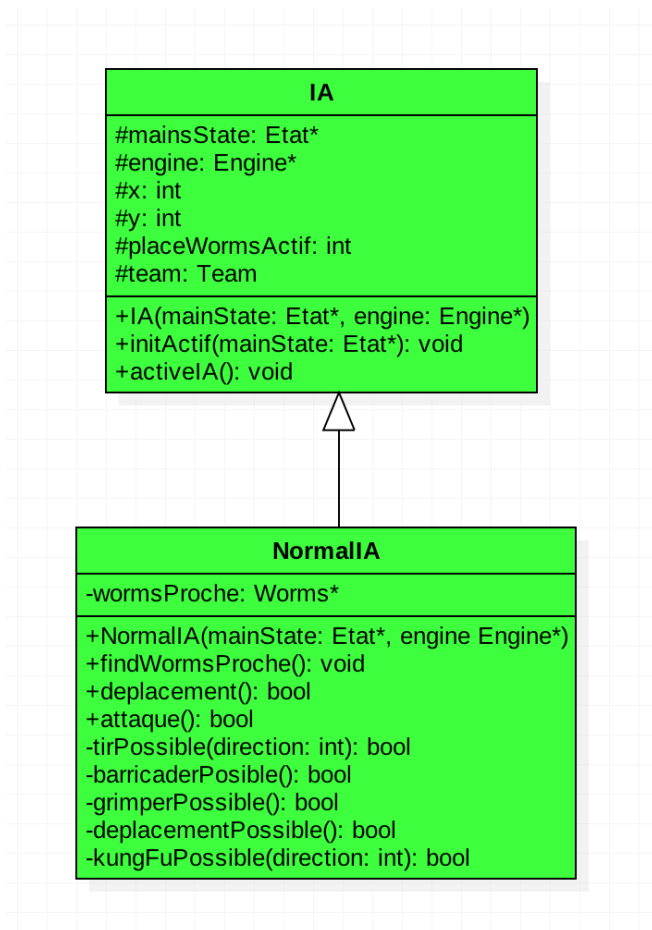 IA
#mainsState: Etat*
#engine: Engine*
#x: int
#y: int
#placeWormsActif: int
#team: Team
+IA(mainState: Etat*, engine: Engine*)
+initActif(mainState: Etat*): void
+activeIA(): void
NormalIA
-wormsProche: Worms*
+NormalIA(mainState: Etat*, engine Engine*)
+findWormsProche(): void
+deplacement(): bool
+attaque(): bool
-tirPossible(direction: int): bool
-barricaderPosible(): bool
-grimperPossible(): bool
-deplacementPossible(): bool
-kungFuPossible(direction: int): bool